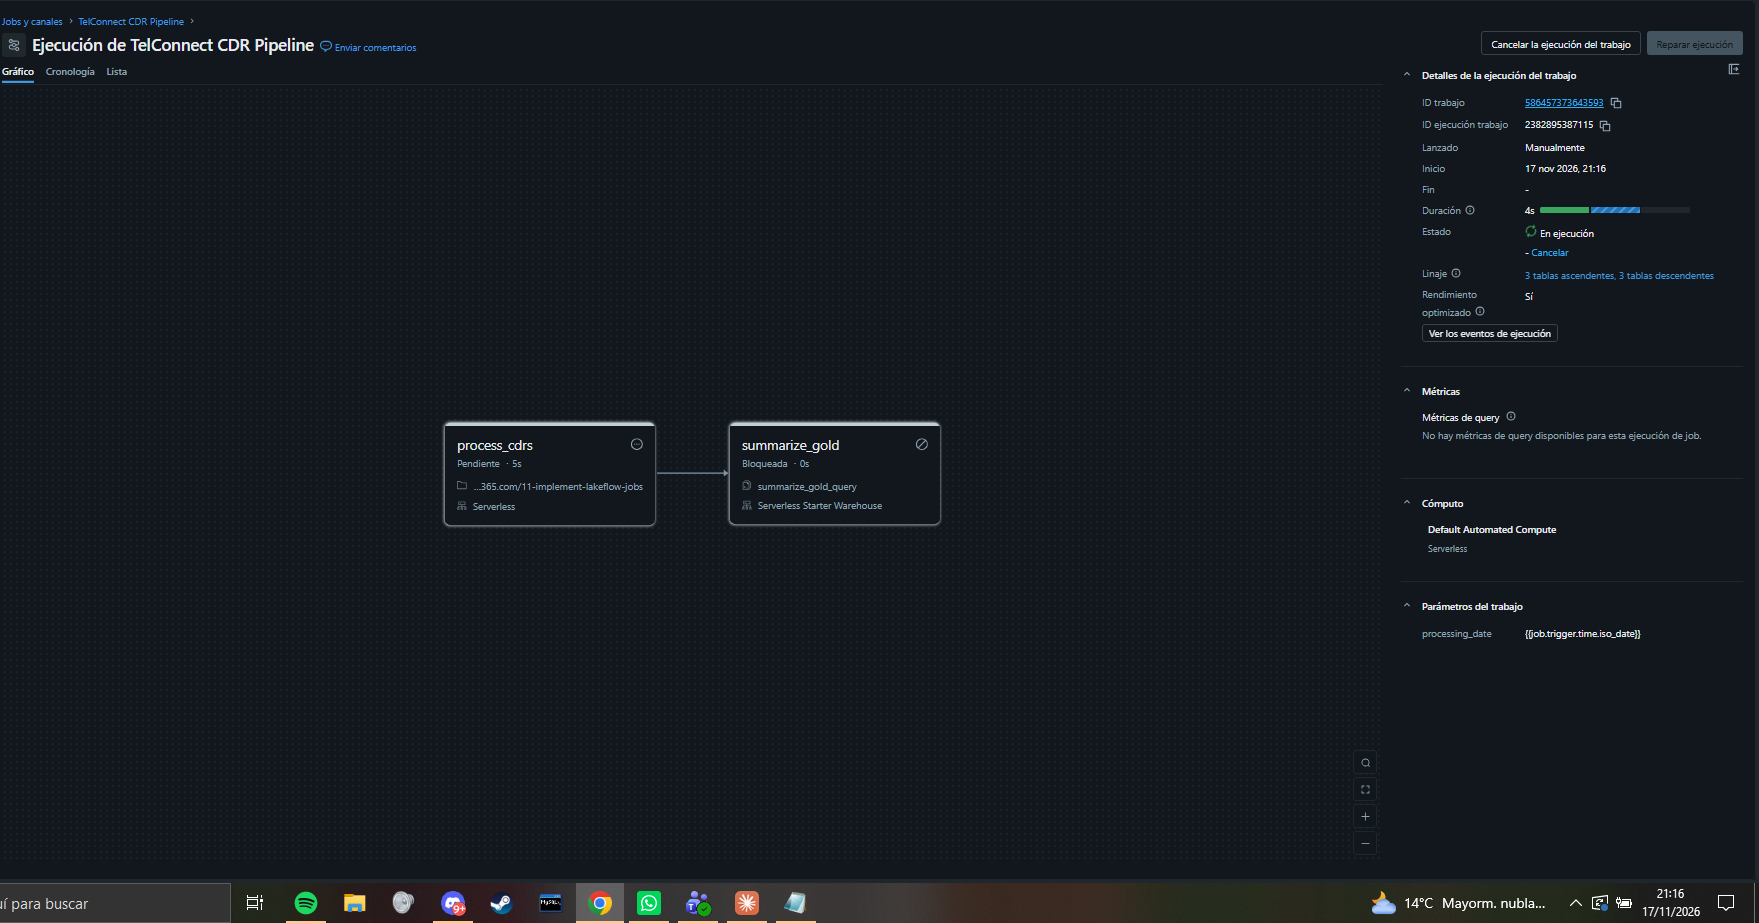 Jobs y canales > TelConnect CDR Pipeline >
Ejecución de TelConnect CDR Pipeline Enviar comentarios
Cancelar la ejecución del trabajo Reparar ejecución
Gráfico Cronología Lista
process_cdrs
Pendiente · 5s
...365.com/11-implement-lakeflow-jobs
Serverless
summarize_gold
Bloqueada · 0s
summarize_gold_query
Serverless Starter Warehouse
Detalles de la ejecución del trabajo
ID trabajo 586457373643593
ID ejecución trabajo 2382895387115
Lanzado Manualmente
Inicio 17 nov 2026, 21:16
Fin -
Duración 4s
Estado En ejecución
- Cancelar
Linaje 3 tablas ascendentes, 3 tablas descendentes
Rendimiento optimizado Sí
Ver los eventos de ejecución
Métricas
Métricas de query
No hay métricas de query disponibles para esta ejecución de job.
Cómputo
Default Automated Compute
Serverless
Parámetros del trabajo
processing_date {{job.trigger.time.iso_date}}
uí para buscar
9+
MySQL
14°C Mayorm. nubla...
21:16
17/11/2026